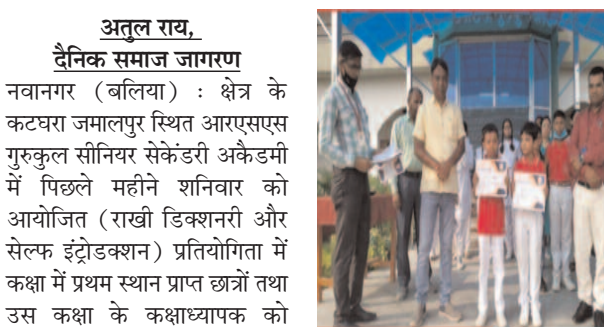 अतुल राय,
दैनिक समाज जागरण
नवानगर (बलिया) : क्षेत्र के
कटघरा जमालपुर स्थित आरएसएस
गुरुकुल सीनियर सेकेंडरी अकैडमी
में पिछले महीने शनिवार को
आयोजित (राखी डिक्शनरी और
सेल्फ इंट्रोडक्शन) प्रतियोगिता में
कक्षा में प्रथम स्थान प्राप्त छात्रों तथा
उस कक्षा के कक्षाध्यापक को